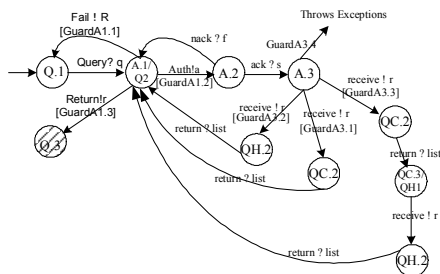 Fail ! R
[GuardA1.1]
Throws Exceptions
nack ? f
GuardA3.4
Q.1
Query? q
A.1/
Q2
Auth!a
[GuardA1.2]
A.2
ack ? s
A.3
receive ! r
[GuardA3.3]
Return!r
[GuardA1.3]
receive ! r
[GuardA3.2]
receive ! r
[GuardA3.1]
QC.2
Q.3
return ? list
QH.2
return ? list
QC.2
QC.3/
QH1
return ? list
receive ! r
return ? list
QH.2